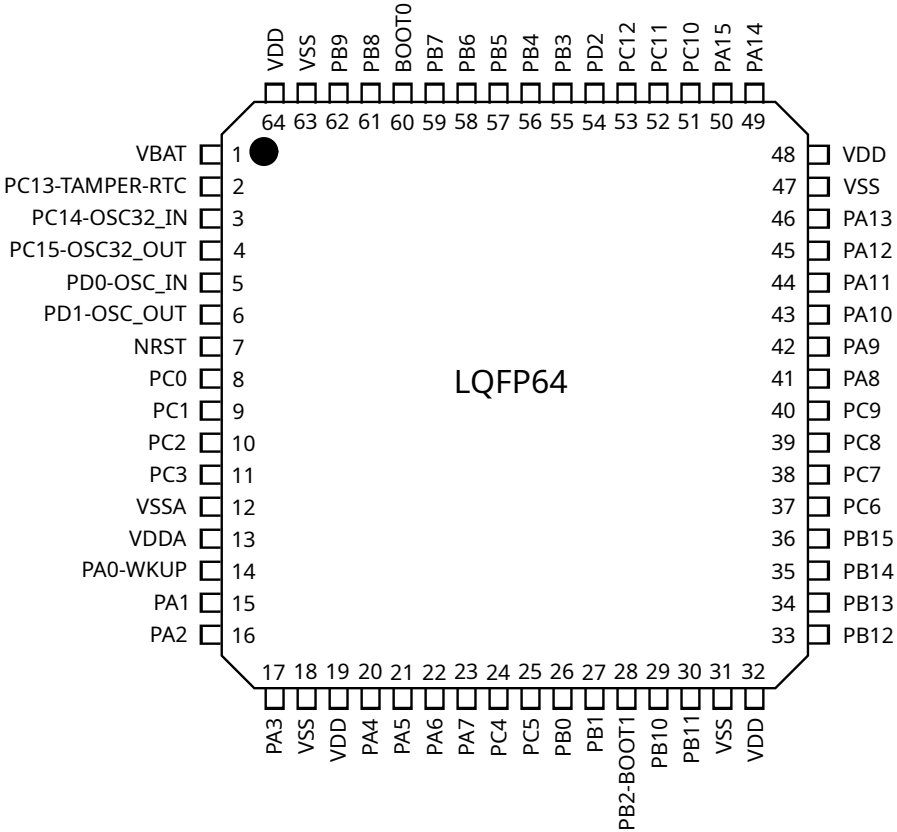 VDD VSS PB9 PB8 BOOT0 PB7 PB6 PB5 PB4 PB3 PD2 PC12 PC11 PC10 PA15 PA14
64 63 62 61 60 59 58 57 56 55 54 53 52 51 50 49
VBAT 1 48 VDD
PC13-TAMPER-RTC 2 47 VSS
PC14-OSC32_IN 3 46 PA13
PC15-OSC32_OUT 4 45 PA12
PD0-OSC_IN 5 44 PA11
PD1-OSC_OUT 6 43 PA10
NRST 7 42 PA9
PC0 8 41 PA8
LQFP64
PC1 9 40 PC9
PC2 10 39 PC8
PC3 11 38 PC7
VSSA 12 37 PC6
VDDA 13 36 PB15
PA0-WKUP 14 35 PB14
PA1 15 34 PB13
PA2 16 33 PB12
17 18 19 20 21 22 23 24 25 26 27 28 29 30 31 32
PA3 VSS VDD PA4 PA5 PA6 PA7 PC4 PC5 PB0 PB1 PB2-BOOT1 PB10 PB11 VSS VDD